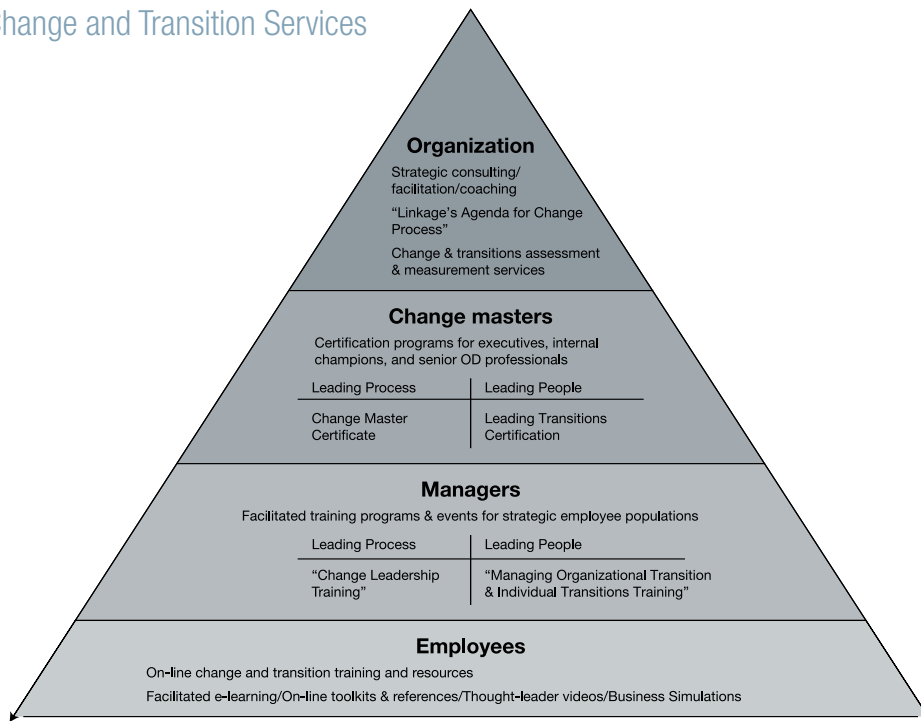 Change and Transition Services
Organization
Strategic consulting/
facilitation/coaching
“Linkage’s Agenda for Change
Process”
Change & transitions assessment
& measurement services
Change masters
Certification programs for executives, internal
champions, and senior OD professionals
Leading Process
Leading People
Change Master
Certificate
Leading Transitions
Certification
Managers
Facilitated training programs & events for strategic employee populations
Leading Process
Leading People
“Change Leadership
Training”
“Managing Organizational Transition
& Individual Transitions Training”
Employees
On-line change and transition training and resources
Facilitated e-learning/On-line toolkits & references/Thought-leader videos/Business Simulations